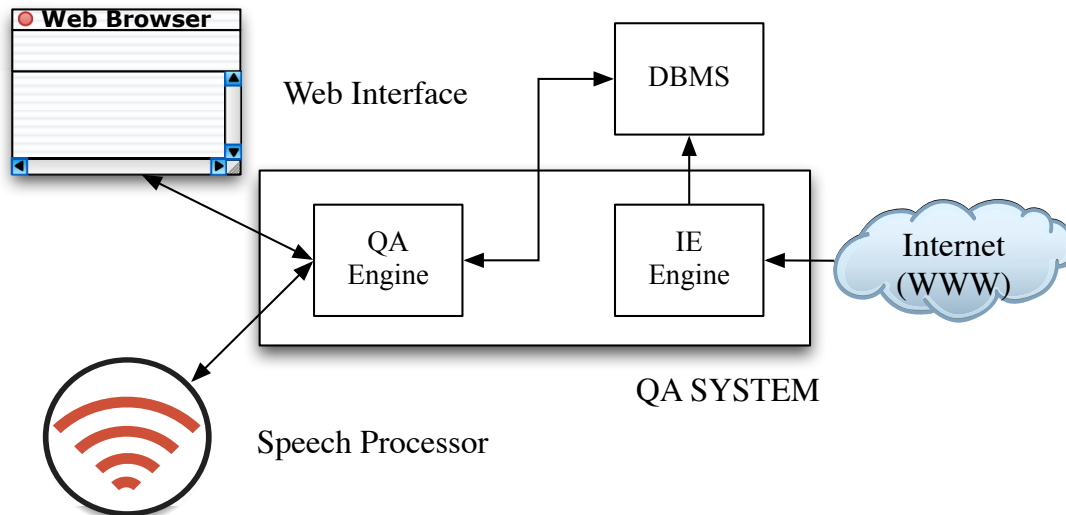 Web Browser
Web Interface
DBMS
QA
Engine
IE
Engine
Internet
(WWW)
QA SYSTEM
Speech Processor